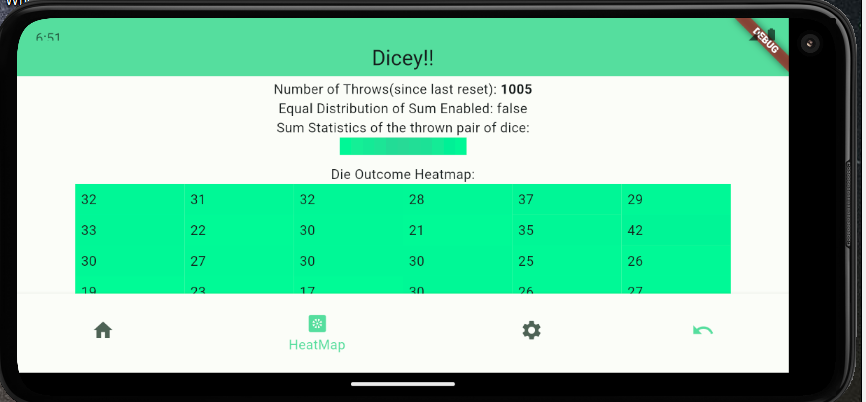 6:51
DEBUG
Dicey!!
Number of Throws(since last reset): 1005
Equal Distribution of Sum Enabled: false
Sum Statistics of the thrown pair of dice:
Die Outcome Heatmap:
32 31 32 28 37 29
33 22 30 21 35 42
30 27 30 30 25 26
19 23 17 30 26 27
HeatMap